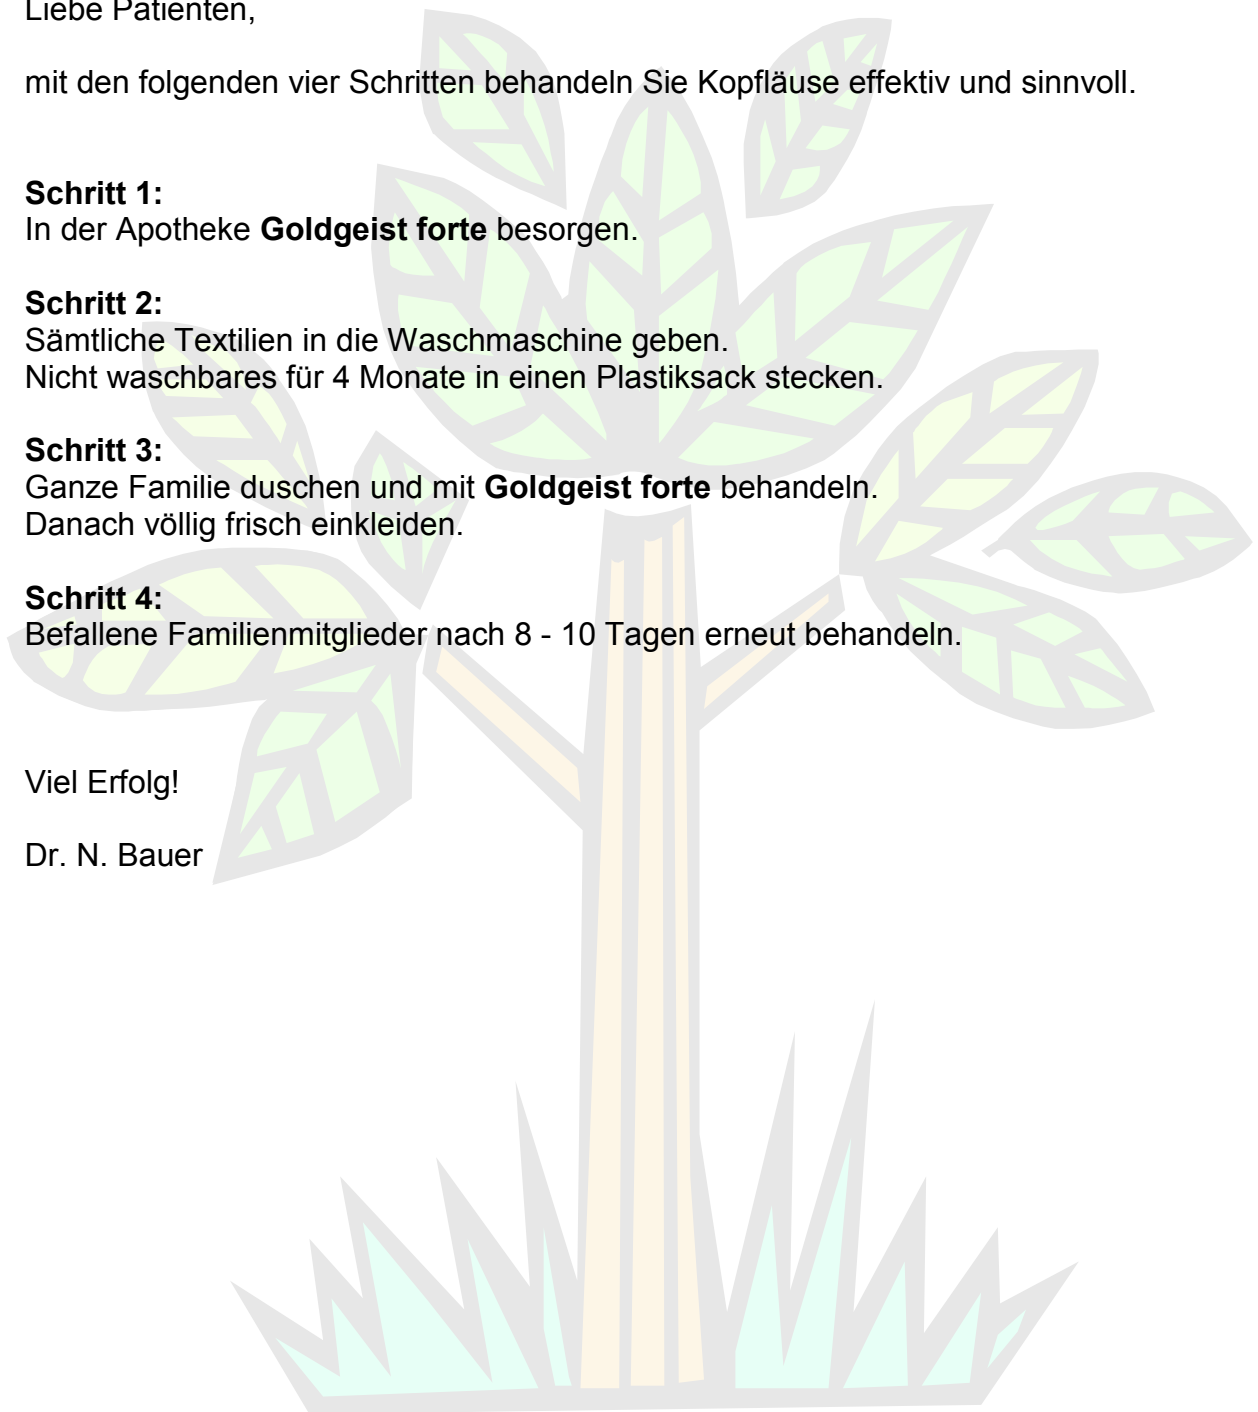 Liebe Patienten,
mit den folgenden vier Schritten behandeln Sie Kopfläuse effektiv und sinnvoll.
Schritt 1:
In der Apotheke Goldgeist forte besorgen.
Schritt 2:
Sämtliche Textilien in die Waschmaschine geben.
Nicht waschbares für 4 Monate in einen Plastiksack stecken.
Schritt 3:
Ganze Familie duschen und mit Goldgeist forte behandeln.
Danach völlig frisch einkleiden.
Schritt 4:
Befallene Familienmitglieder nach 8 - 10 Tagen erneut behandeln.
Viel Erfolg!
Dr. N. Bauer